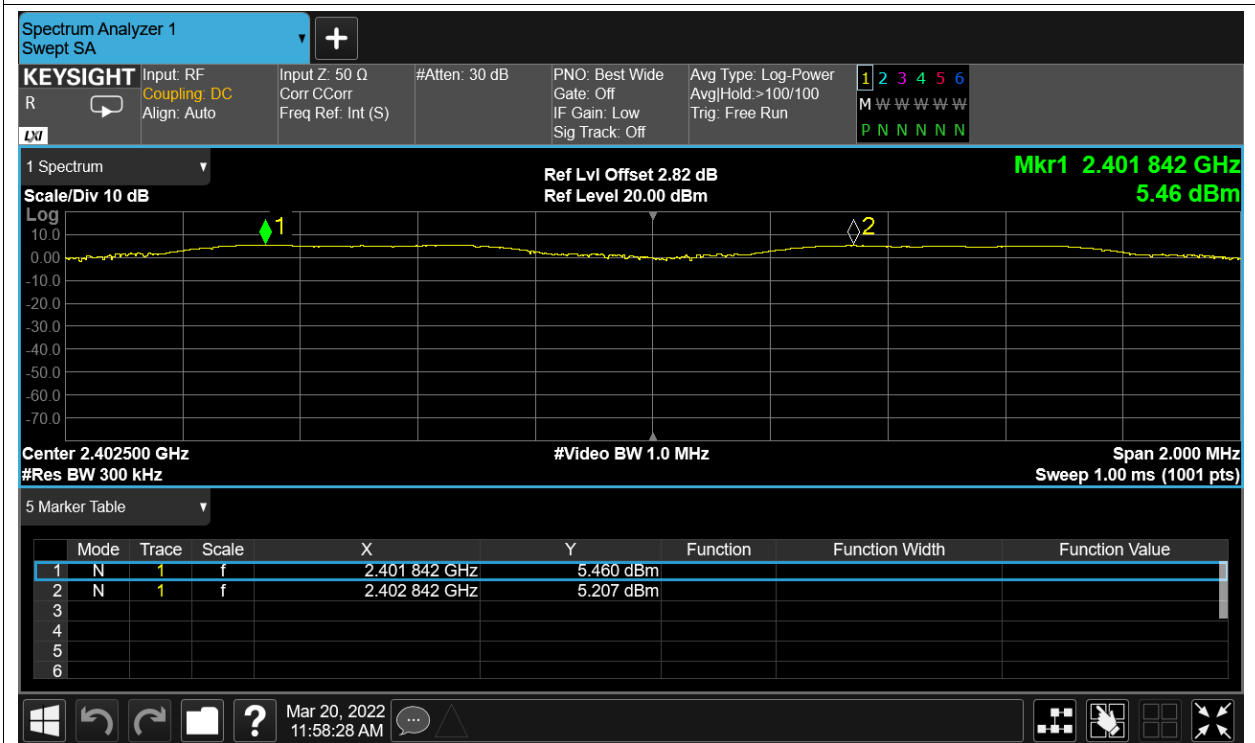 Spectrum Analyzer 1
Swept SA
+
KEYSIGHT Input: RF Input Z: 50 Ω #Atten: 30 dB PNO: Best Wide Avg Type: Log-Power 1 2 3 4 5 6
R Coupling: DC Corr CCorr Gate: Off Avg|Hold:>100/100 M W W W W W
Align: Auto Freq Ref: Int (S) IF Gain: Low Trig: Free Run
LXI Sig Track: Off P N N N N N
1 Spectrum Ref Lvl Offset 2.82 dB Mkr1 2.401 842 GHz
Scale/Div 10 dB Ref Level 20.00 dBm 5.46 dBm
Log
1 2
10.0
0.00
-10.0
-20.0
-30.0
-40.0
-50.0
-60.0
-70.0
Center 2.402500 GHz #Video BW 1.0 MHz Span 2.000 MHz
#Res BW 300 kHz Sweep 1.00 ms (1001 pts)
5 Marker Table
Mode Trace Scale X Y Function Function Width Function Value
1 N 1 f 2.401 842 GHz 5.460 dBm
2 N 1 f 2.402 842 GHz 5.207 dBm
3
4
5
6
? Mar 20, 2022
11:58:28 AM